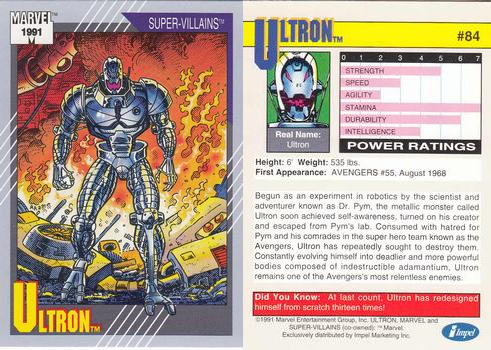 MARVEL
1991
SUPER-VILLAINS™
ULTRON™
ULTRON™
#84
Real Name:
Ultron
1 2 3 4 5 6 7
STRENGTH
SPEED
AGILITY
STAMINA
DURABILITY
INTELLIGENCE
POWER RATINGS
Height: 6' Weight: 535 lbs.
First Appearance: AVENGERS #55, August 1968
Begun as an experiment in robotics by the scientist and
adventurer known as Dr. Pym, the metallic monster called
Ultron soon achieved self-awareness, turned on his creator
and escaped from Pym's lab. Consumed with hatred for
Pym and his comrades in the super hero team known as the
Avengers, Ultron has repeatedly sought to destroy them.
Constantly evolving himself into deadlier and more powerful
bodies composed of indestructible adamantium, Ultron
remains one of the Avengers's most relentless enemies.
Did You Know: At last count, Ultron has redesigned
himself from scratch thirteen times!
©1991 Marvel Entertainment Group, Inc. ULTRON, MARVEL and
SUPER-VILLAINS (co-owned): ™ Marvel.
Exclusively distributed by Impel Marketing Inc.
Impel